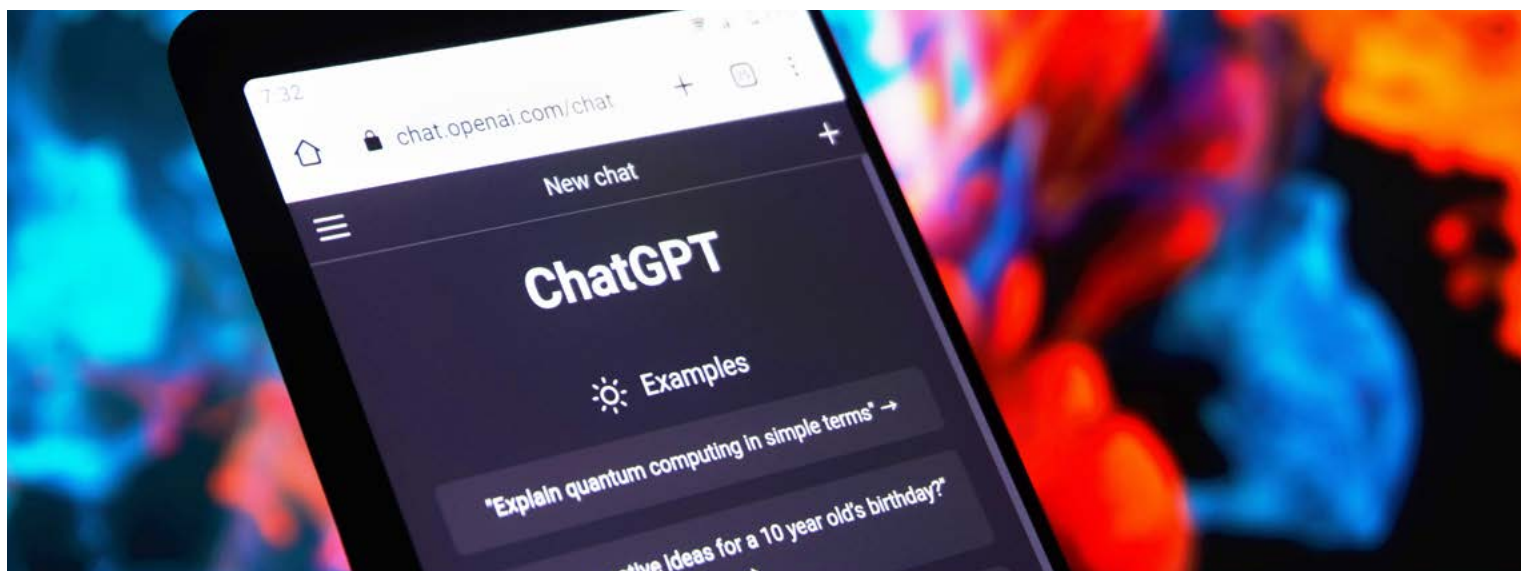 7:32
chat.openai.com/chat
New chat
ChatGPT
Examples
"Explain quantum computing in simple terms" →
ideas for a 10 year old's birthday?"